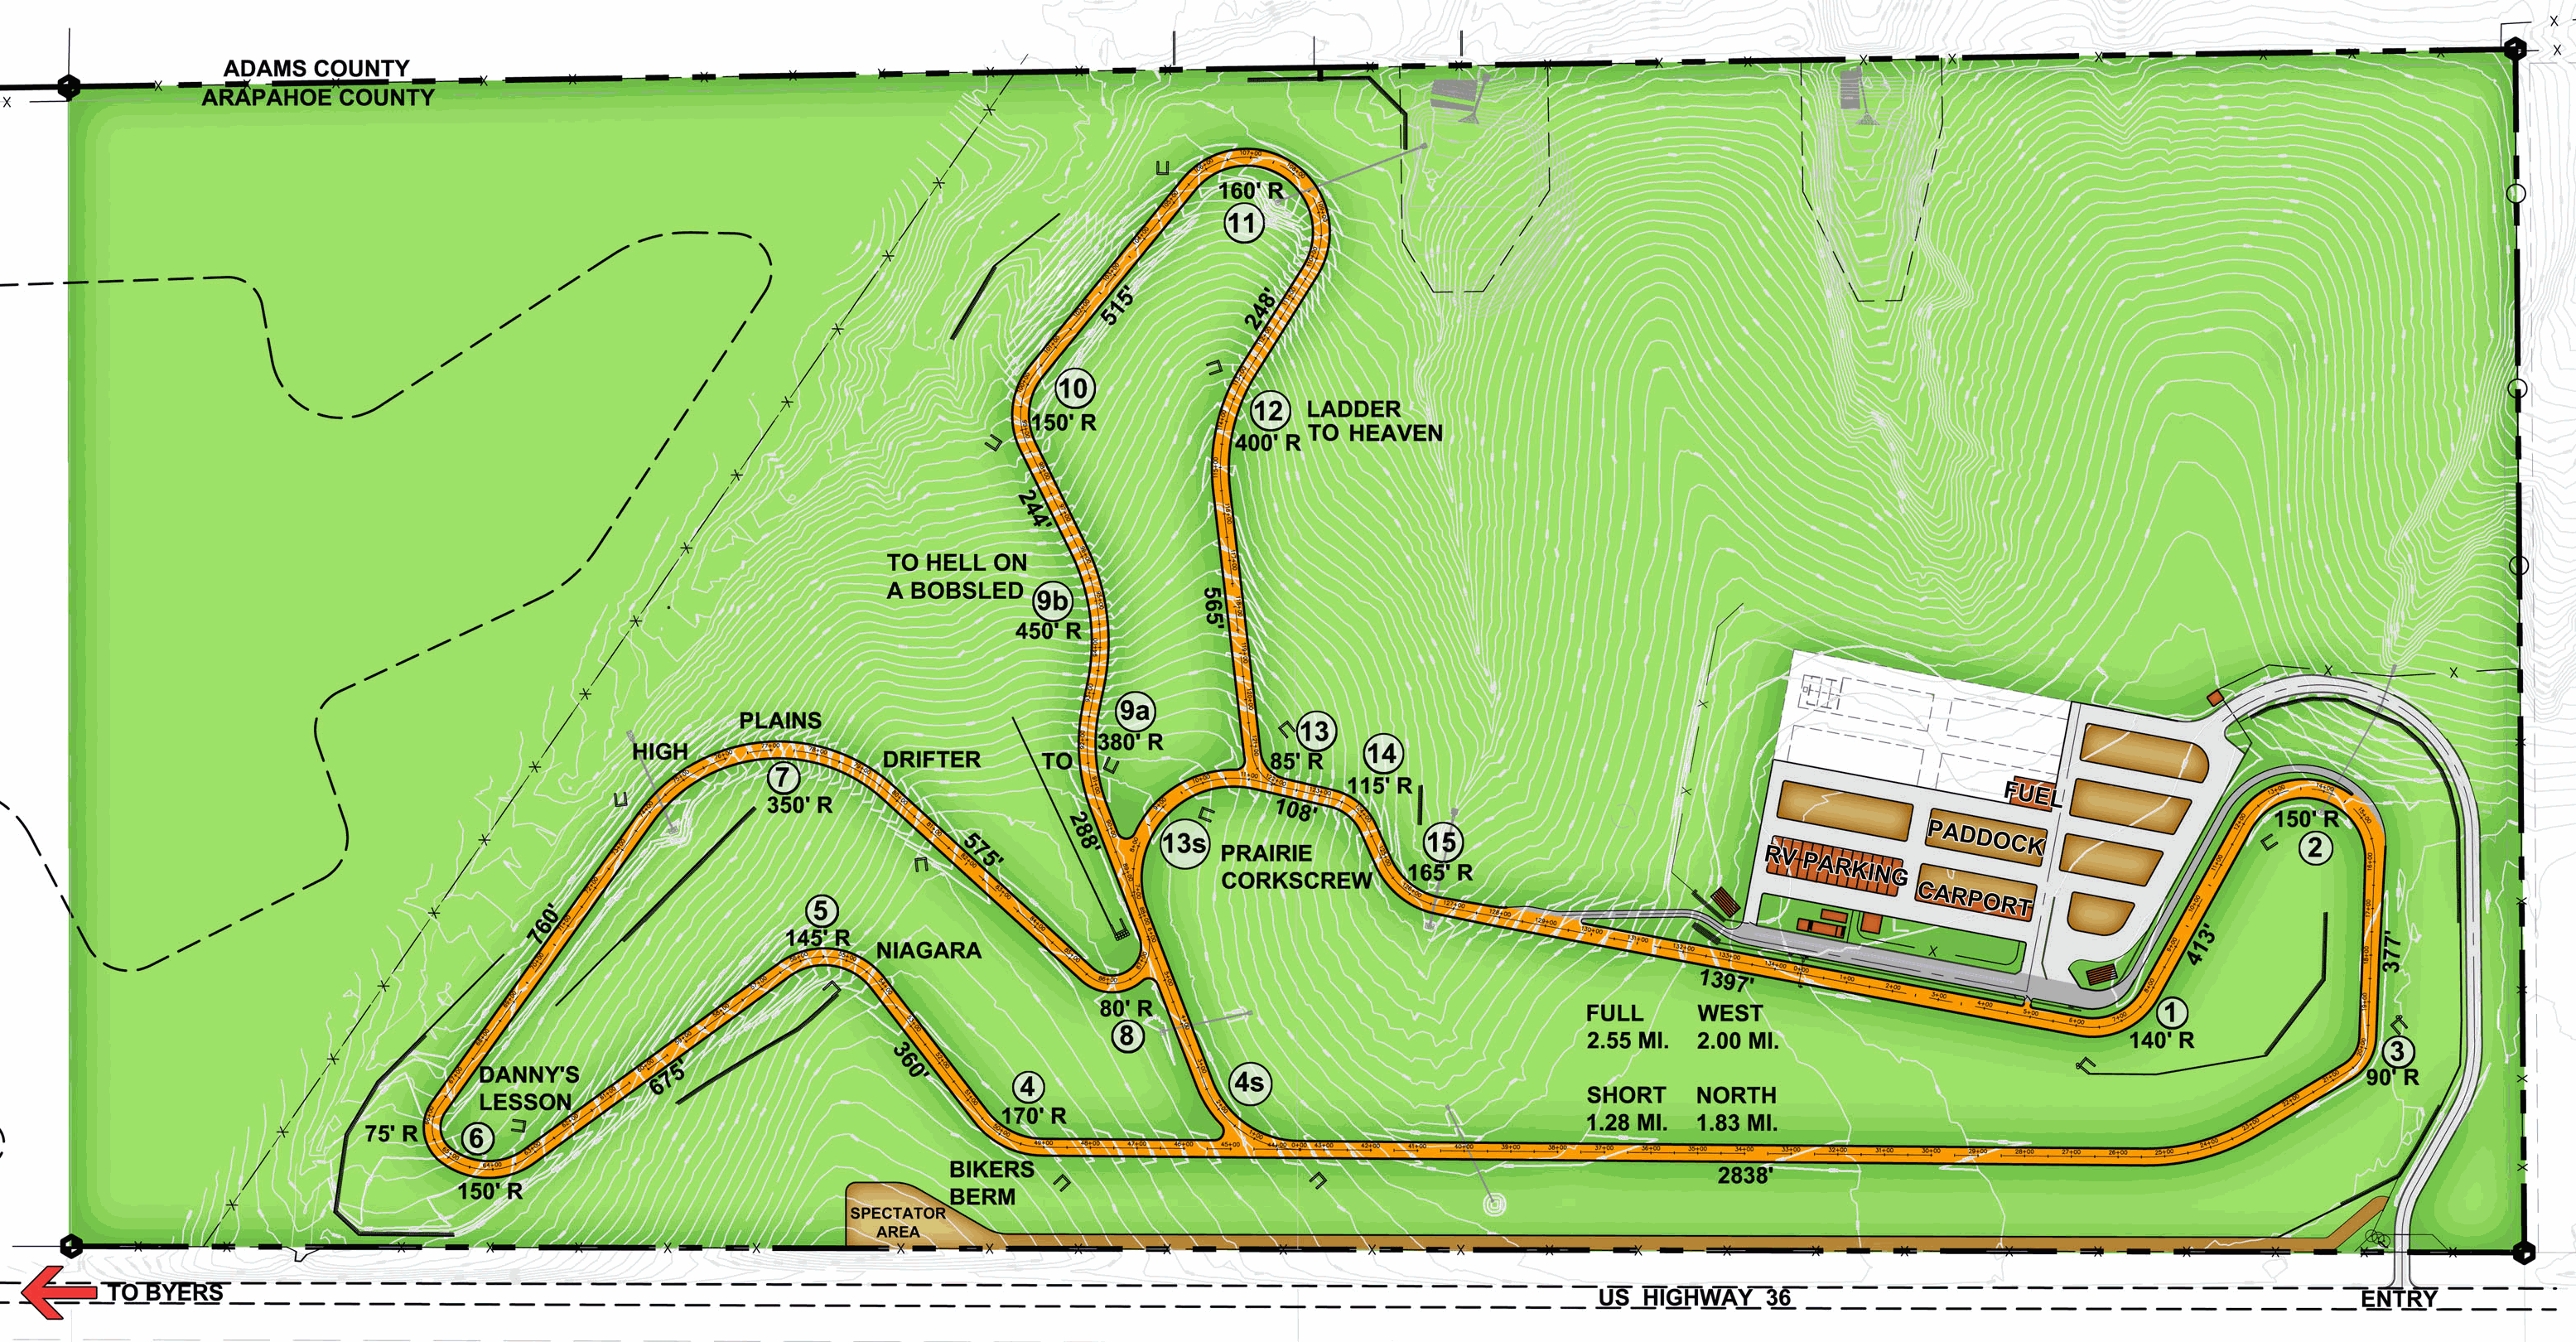 ADAMS COUNTY
ARAPAHOE COUNTY
160' R
11
515'
248'
10
150' R
12
400' R
LADDER
TO HEAVEN
244'
TO HELL ON
A BOBSLED
9b
450' R
565'
9a
380' R
TO
288'
HIGH
PLAINS
DRIFTER
7
350' R
575'
760'
13
85' R
14
115' R
108'
13s
PRAIRIE
CORKSCREW
15
165' R
FUEL
PADDOCK
RV PARKING
CARPORT
150' R
2
413'
377'
5
145' R
NIAGARA
80' R
8
1397'
1
140' R
3
90' R
FULL
2.55 MI.
WEST
2.00 MI.
SHORT
1.28 MI.
NORTH
1.83 MI.
DANNY'S
LESSON
675'
360'
75' R
6
150' R
4
170' R
4s
BIKERS
BERM
2838'
SPECTATOR
AREA
TO BYERS
US HIGHWAY 36
ENTRY